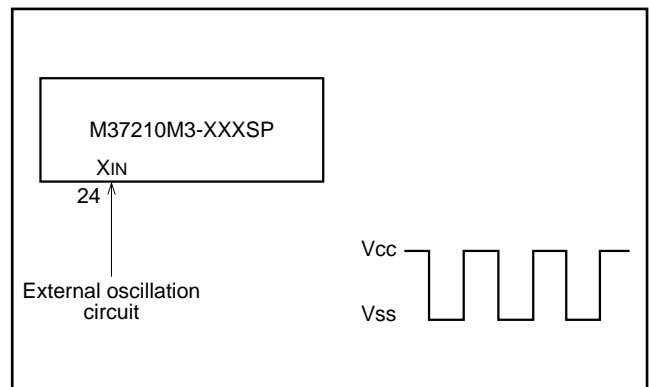 M37210M3-XXXSP
XIN
24
External oscillation
circuit
Vcc
Vss